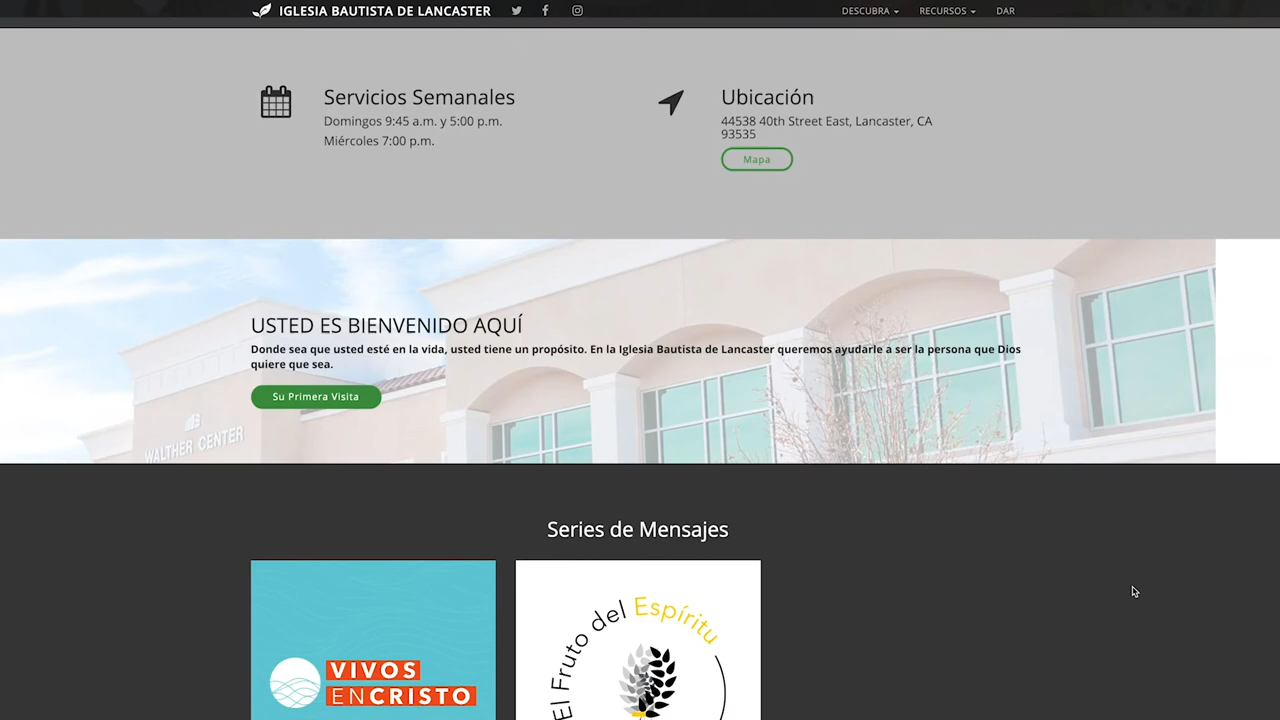 IGLESIA BAUTISTA DE LANCASTER
DESCUBRA
RECURSOS
DAR
Servicios Semanales
Domingos 9:45 a.m. y 5:00 p.m.
Miércoles 7:00 p.m.
Ubicación
44538 40th Street East, Lancaster, CA
93535
Mapa
USTED ES BIENVENIDO AQUÍ
Donde sea que usted esté en la vida, usted tiene un propósito. En la Iglesia Bautista de Lancaster queremos ayudarle a ser la persona que Dios
quiere que sea.
Su Primera Visita
WALTHER CENTER
Series de Mensajes
VIVOS
ENCRISTO
El Fruto del Espíritu